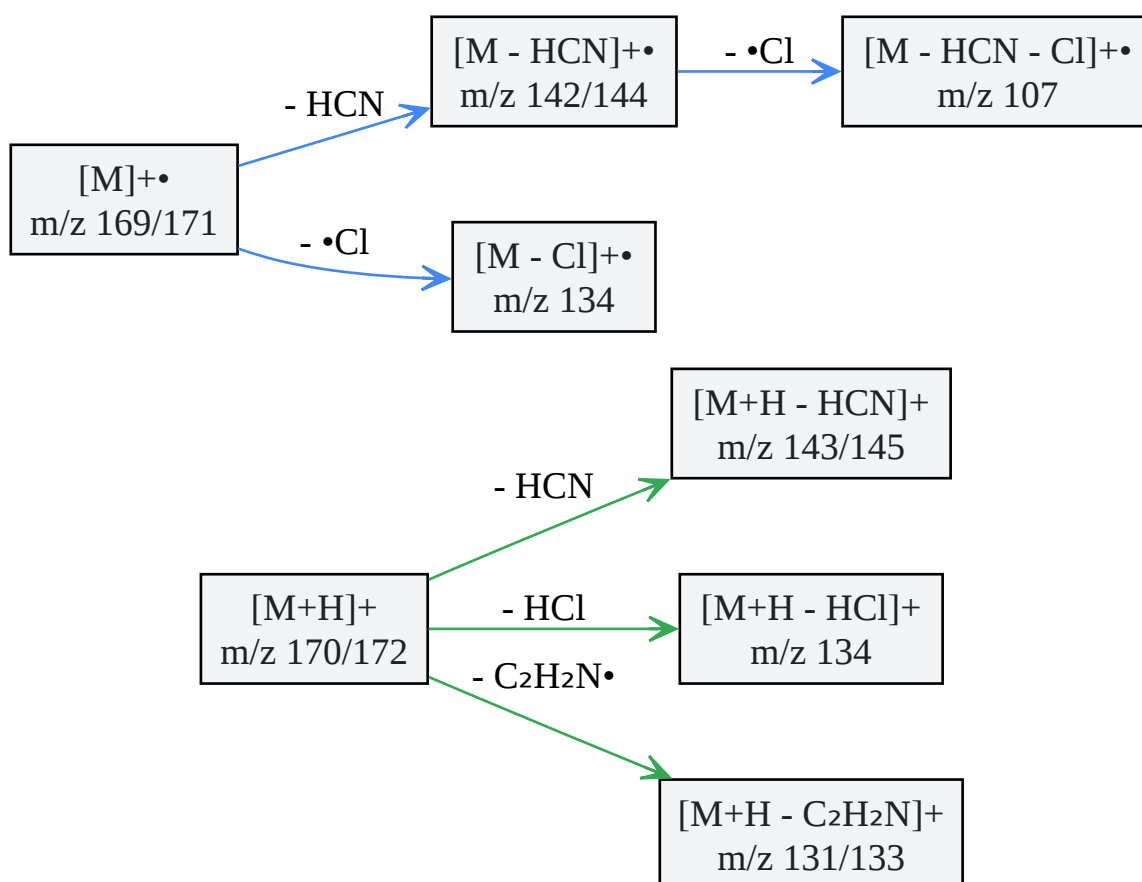 [M]+•
m/z 169/171
- HCN
[M - HCN]+•
m/z 142/144
- •Cl
[M - HCN - Cl]+•
m/z 107
- •Cl
[M - Cl]+•
m/z 134
[M+H]+
m/z 170/172
- HCN
[M+H - HCN]+
m/z 143/145
- HCl
[M+H - HCl]+
m/z 134
- C₂H₂N•
[M+H - C₂H₂N]+
m/z 131/133